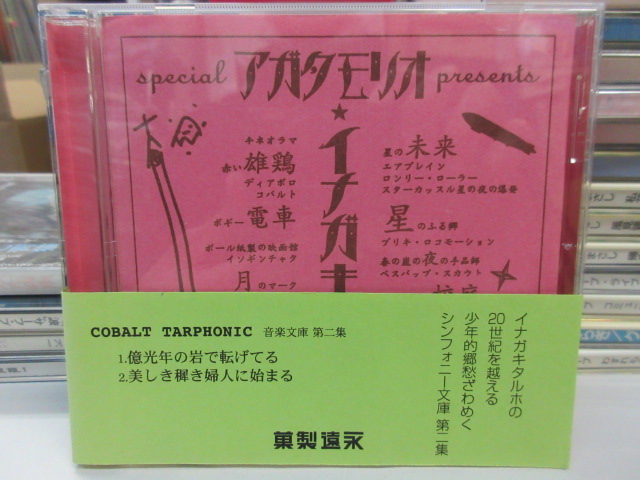 special アガタモリオ presents
★イナガキ
キネオラマ
赤い雄鶏
ディアボロ
コバルト
ボギー電車
ボール紙製の映画館
イソギンチャク
月のマーク
星の未来
エアプレイン
ロンリー・ローラー
スターカッスル星の夜の爆発
星のふる郷
ブリキ・ロコモーション
春の嵐の夜の手品師
ベスパップ・スカウト
COBALT TARPHONIC 音楽文庫 第二集
1.億光年の岩で転げてる
2.美しき穉き婦人に始まる
イナガキタルホの
20世紀を越える
少年的郷愁ざわめく
シンフォニー文庫 第二集
菓製遠永